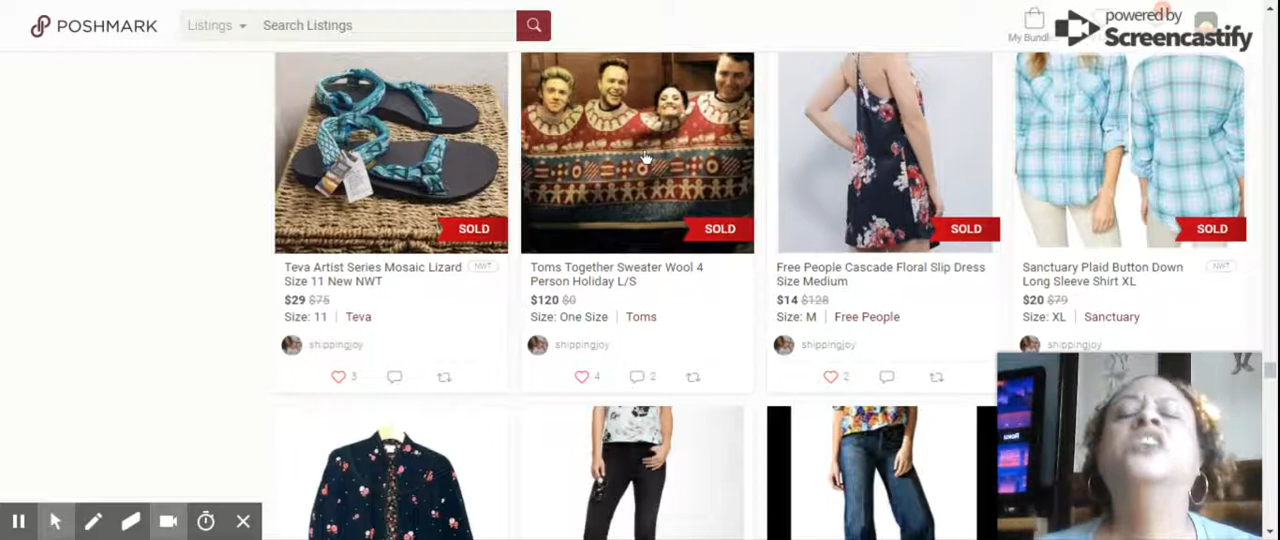 POSHMARK
Listings
Search Listings
My Bundl
powered by
Screencastify
SOLD
SOLD
SOLD
SOLD
Teva Artist Series Mosaic Lizard
Size 11 New NWT
NWT
$29 $75
Size: 11 | Teva
shippingjoy
3
Toms Together Sweater Wool 4
Person Holiday L/S
$120 $0
Size: One Size | Toms
shippingjoy
4
2
Free People Cascade Floral Slip Dress
Size Medium
$14 $128
Size: M | Free People
shippingjoy
2
Sanctuary Plaid Button Down
Long Sleeve Shirt XL
NWT
$20 $79
Size: XL | Sanctuary
shippingjoy